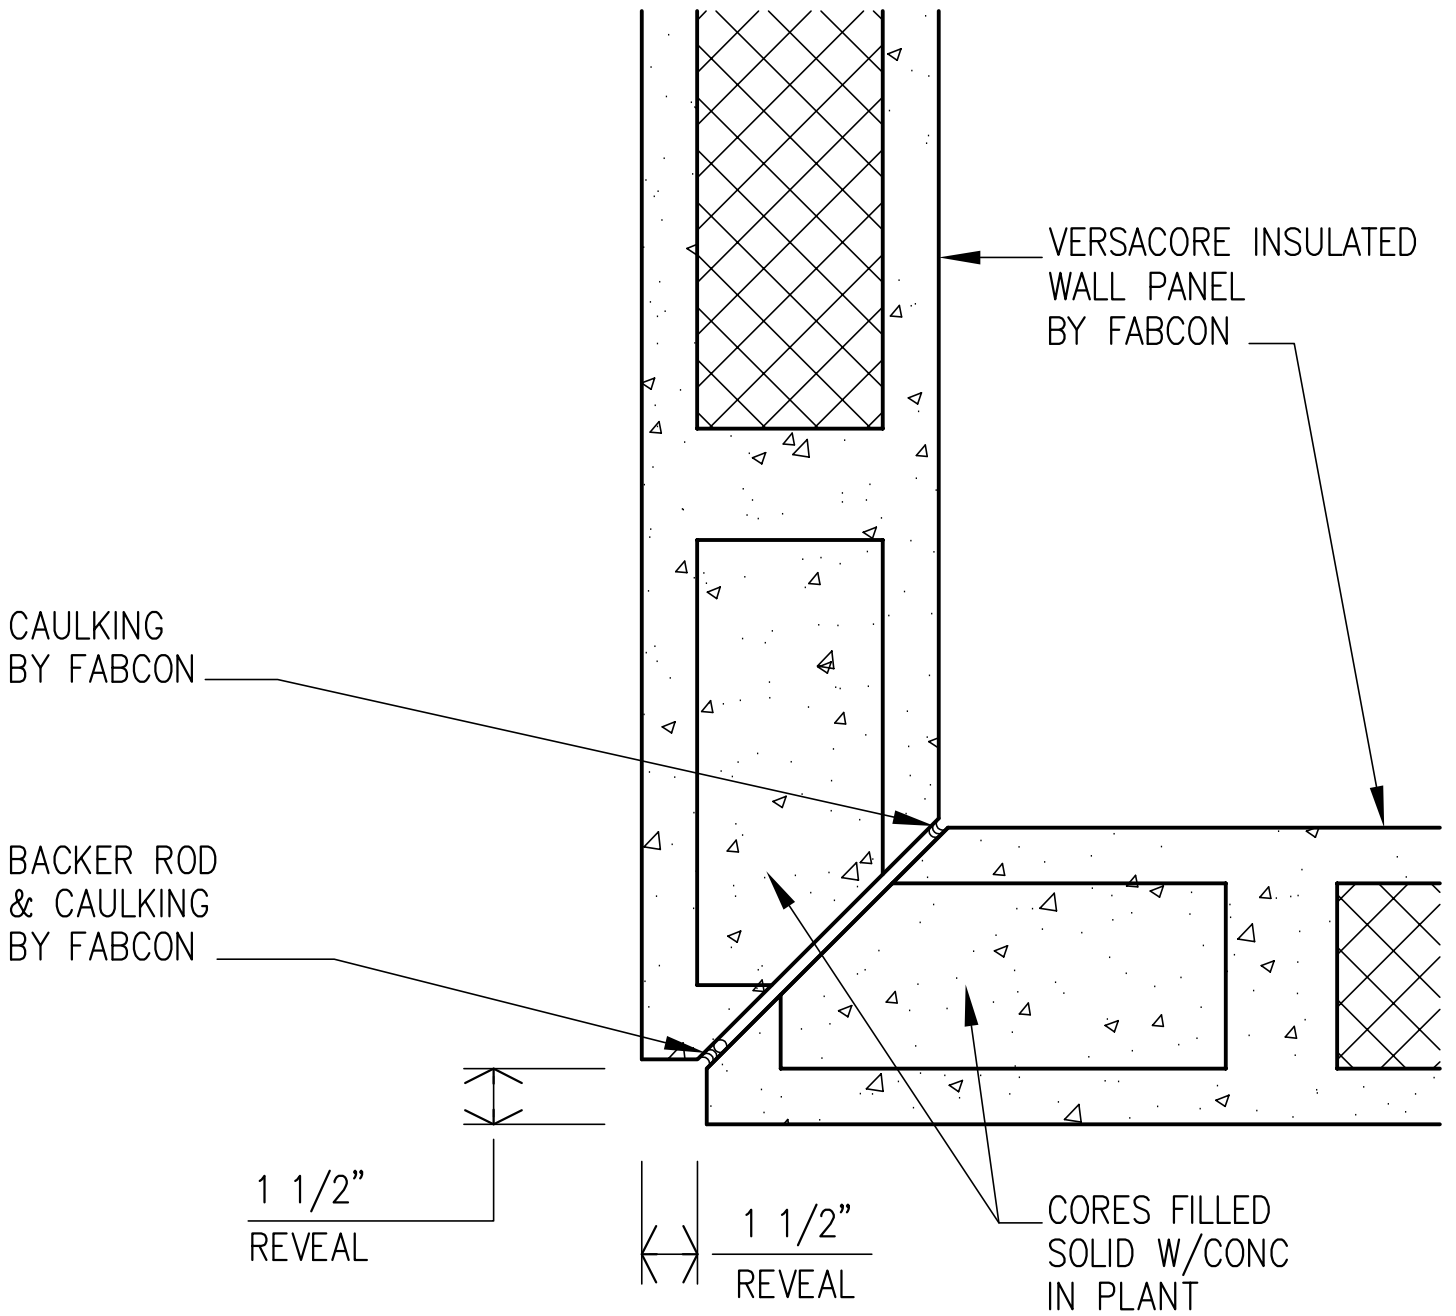 VERSACORE INSULATED
WALL PANEL
BY FABCON
CAULKING
BY FABCON
BACKER ROD
& CAULKING
BY FABCON
1 1/2”
REVEAL
1 1/2”
REVEAL
CORES FILLED
SOLID W/CONC
IN PLANT